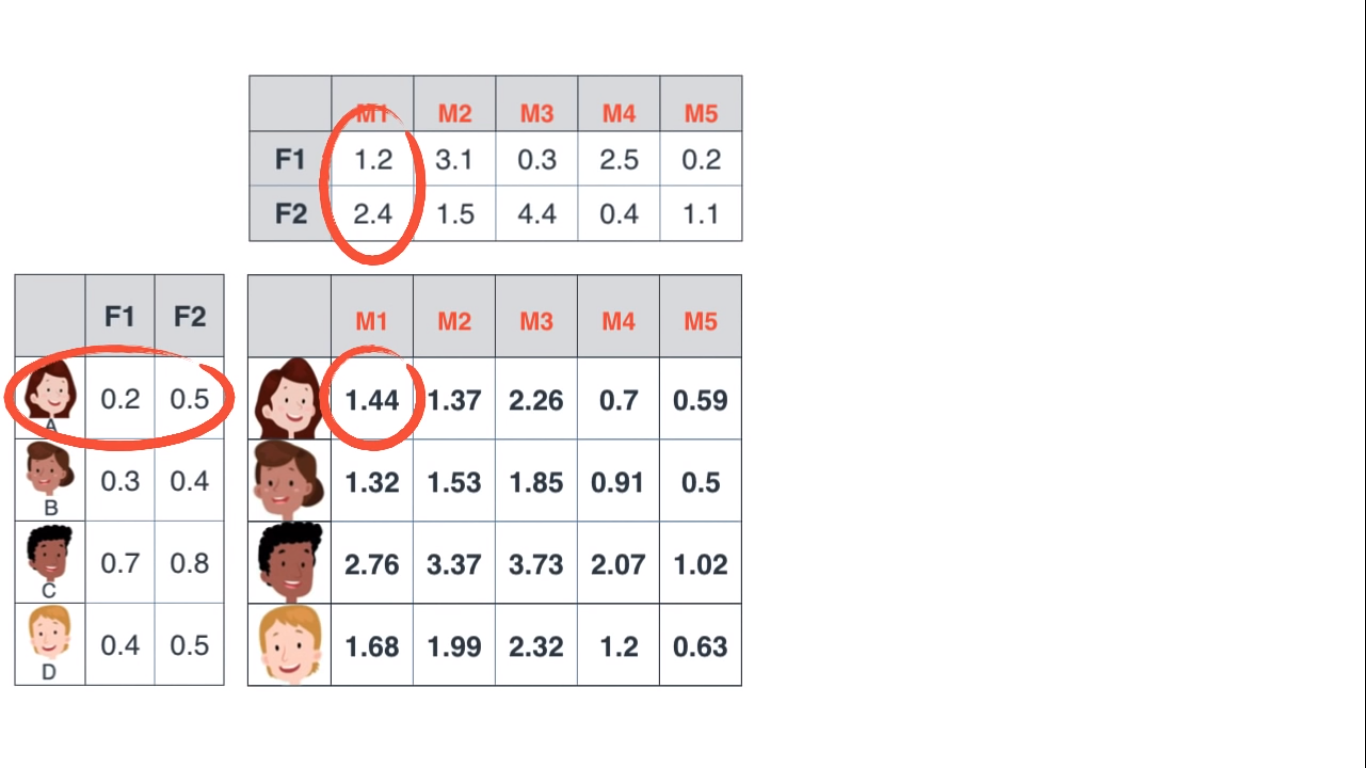 M1 M2 M3 M4 M5
F1 1.2 3.1 0.3 2.5 0.2
F2 2.4 1.5 4.4 0.4 1.1
F1 F2
A 0.2 0.5
B 0.3 0.4
C 0.7 0.8
D 0.4 0.5
M1 M2 M3 M4 M5
1.44 1.37 2.26 0.7 0.59
1.32 1.53 1.85 0.91 0.5
2.76 3.37 3.73 2.07 1.02
1.68 1.99 2.32 1.2 0.63